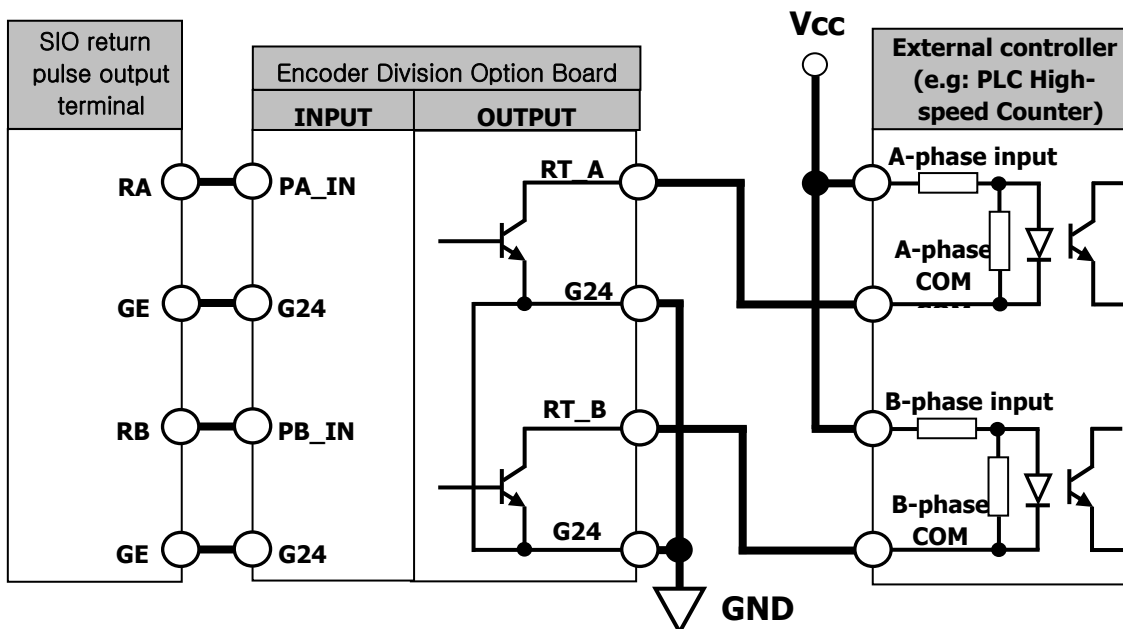 SIO return
pulse output
terminal
Encoder Division Option Board
INPUT
OUTPUT
Vcc
External controller
(e.g: PLC High-
speed Counter)
RA
PA_IN
RT_A
A-phase input
A-phase
COM
GE
G24
G24
RB
PB_IN
RT_B
B-phase input
B-phase
COM
GE
G24
G24
GND